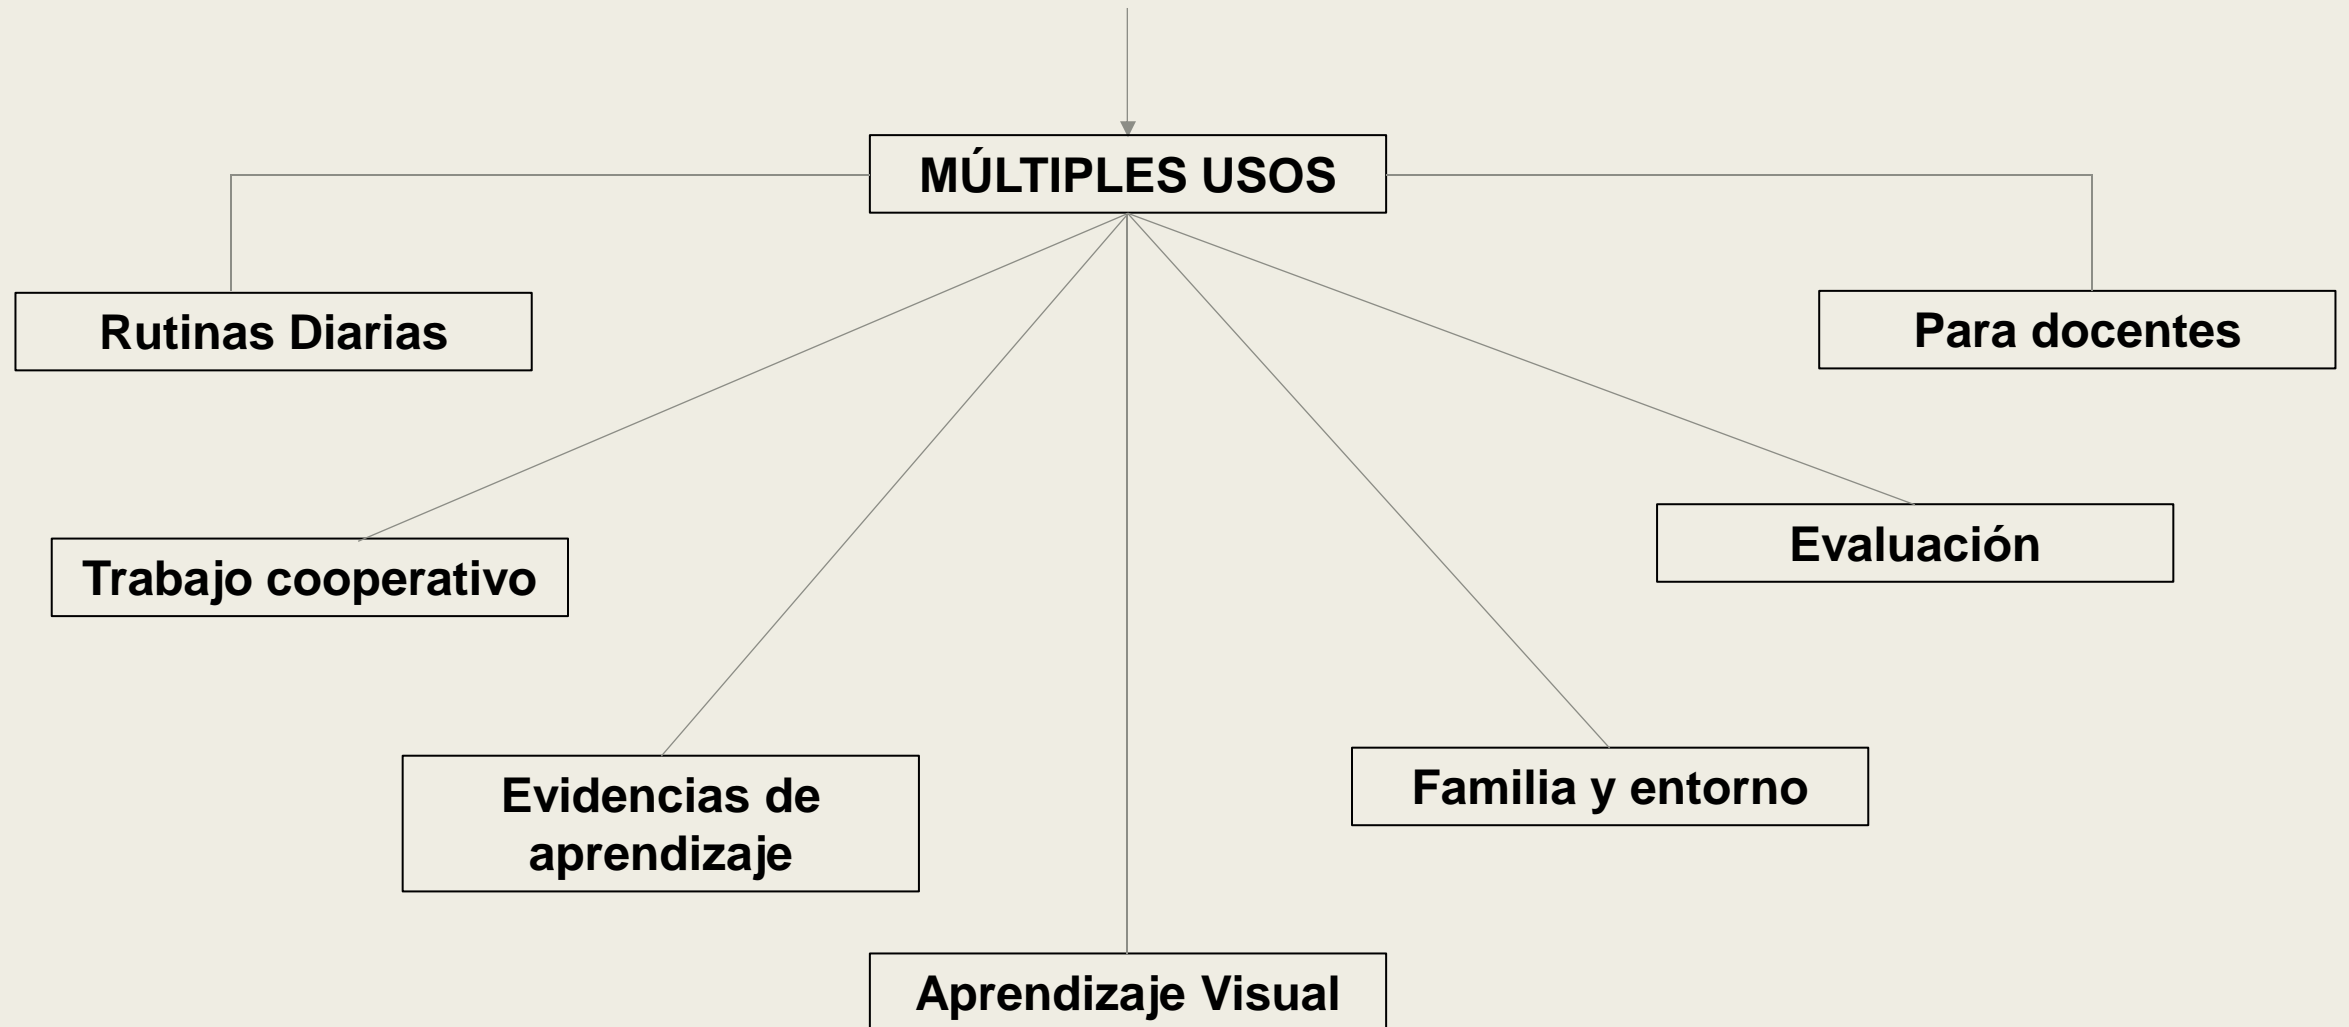 MÚLTIPLES USOS
Rutinas Diarias
Para docentes
Trabajo cooperativo
Evaluación
Evidencias de
aprendizaje
Familia y entorno
Aprendizaje Visual